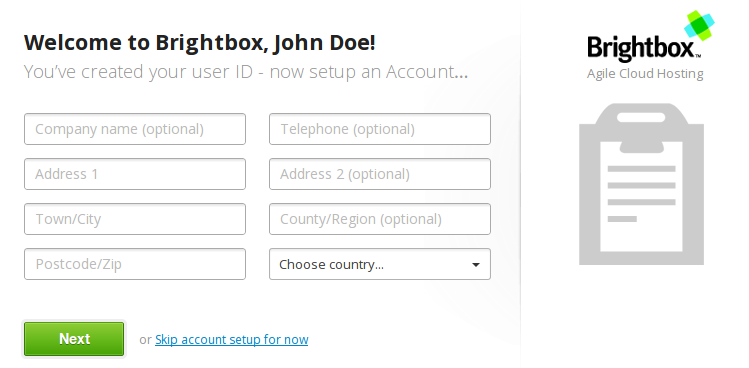 Welcome to Brightbox, John Doe!
You've created your user ID - now setup an Account...
Company name (optional)
Telephone (optional)
Address 1
Address 2 (optional)
Town/City
County/Region (optional)
Postcode/Zip
Choose country...
Next
or Skip account setup for now
Brightbox™
Agile Cloud Hosting